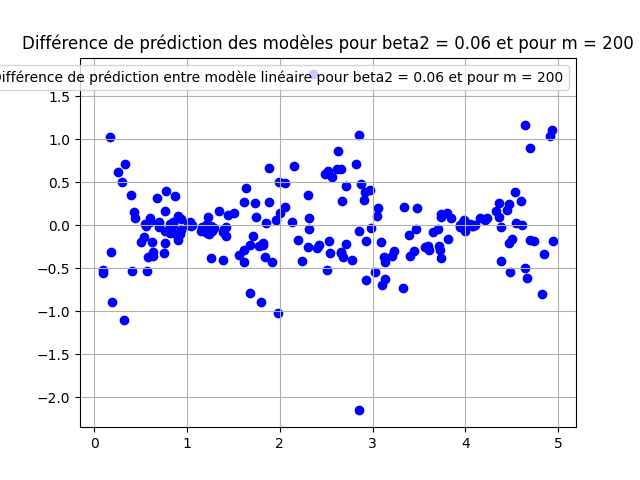 Différence de prédiction des modèles pour beta2 = 0.06 et pour m = 200
ifférence de prédiction entre modèle linéaire pour beta2 = 0.06 et pour m = 200
1.5
1.0
0.5
0.0
−0.5
−1.0
−1.5
−2.0
0 1 2 3 4 5